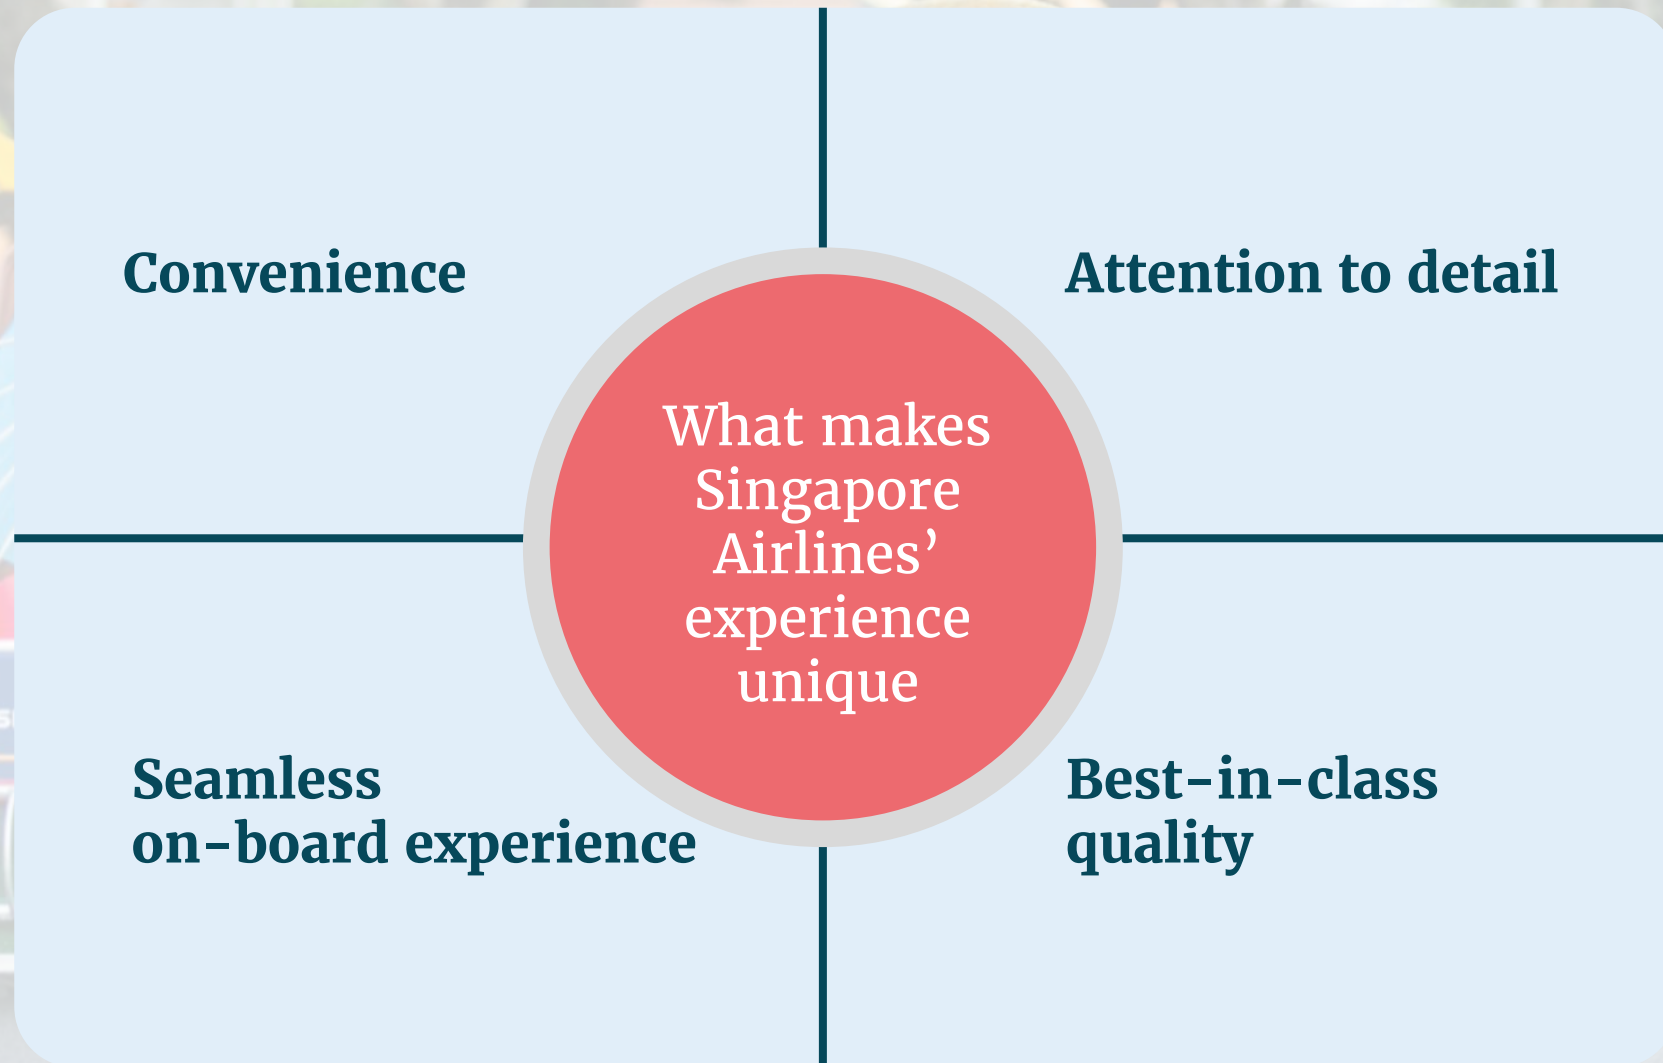 Convenience
Attention to detail
What makes
Singapore
Airlines’
experience
unique
Seamless
on-board experience
Best-in-class
quality